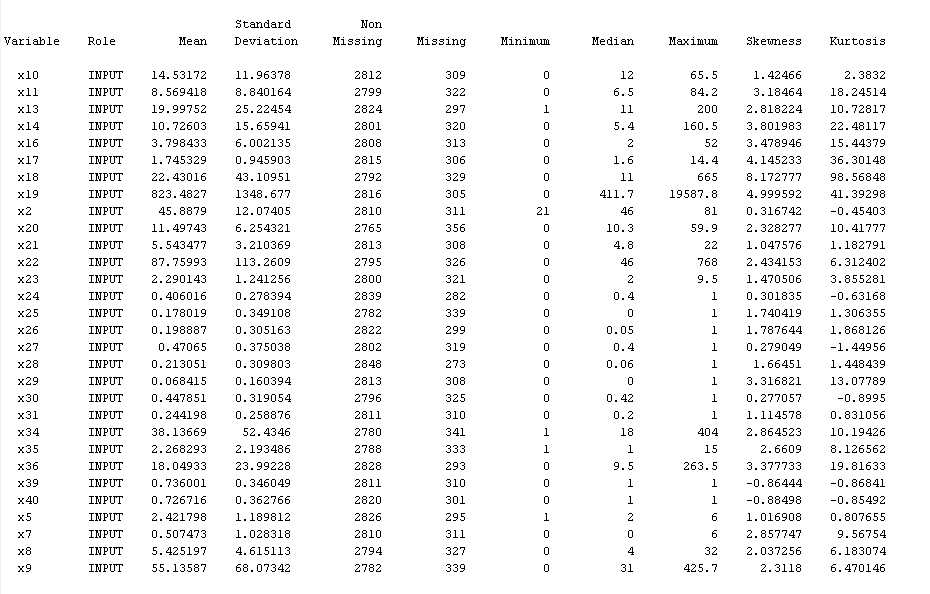 Standard Non
Variable Role Mean Deviation Missing Missing Minimum Median Maximum Skewness Kurtosis
x10 INPUT 14.53172 11.96378 2812 309 0 12 65.5 1.42466 2.3832
x11 INPUT 8.569418 8.840164 2799 322 0 6.5 84.2 3.18464 18.24514
x13 INPUT 19.99752 25.22454 2824 297 1 11 200 2.818224 10.72817
x14 INPUT 10.72603 15.65941 2801 320 0 5.4 160.5 3.801983 22.48117
x16 INPUT 3.798433 6.002135 2808 313 0 2 52 3.478946 15.44379
x17 INPUT 1.745329 0.945903 2815 306 0 1.6 14.4 4.145233 36.30148
x18 INPUT 22.43016 43.10951 2792 329 0 11 665 8.172777 98.56848
x19 INPUT 823.4827 1348.677 2816 305 0 411.7 19587.8 4.999592 41.39298
x2 INPUT 45.8879 12.07405 2810 311 21 46 81 0.316742 -0.45403
x20 INPUT 11.49743 6.254321 2765 356 0 10.3 59.9 2.328277 10.41777
x21 INPUT 5.543477 3.210369 2813 308 0 4.8 22 1.047576 1.182791
x22 INPUT 87.75993 113.2609 2795 326 0 46 768 2.434153 6.312402
x23 INPUT 2.290143 1.241256 2800 321 0 2 9.5 1.470506 3.855281
x24 INPUT 0.406016 0.278394 2839 282 0 0.4 1 0.301835 -0.63168
x25 INPUT 0.178019 0.349108 2782 339 0 0 1 1.740419 1.306355
x26 INPUT 0.198887 0.305163 2822 299 0 0.05 1 1.787644 1.868126
x27 INPUT 0.47065 0.375038 2802 319 0 0.4 1 0.279049 -1.44956
x28 INPUT 0.213051 0.309803 2848 273 0 0.06 1 1.66451 1.448439
x29 INPUT 0.068415 0.160394 2813 308 0 0 1 3.316821 13.07789
x30 INPUT 0.447851 0.319054 2796 325 0 0.42 1 0.277057 -0.8995
x31 INPUT 0.244198 0.258876 2811 310 0 0.2 1 1.114578 0.831056
x34 INPUT 38.13669 52.4346 2780 341 1 18 404 2.864523 10.19426
x35 INPUT 2.268293 2.193486 2788 333 1 1 15 2.6609 8.126562
x36 INPUT 18.04933 23.99228 2828 293 0 9.5 263.5 3.377733 19.81633
x39 INPUT 0.736001 0.346049 2811 310 0 1 1 -0.86444 -0.86841
x40 INPUT 0.726716 0.362766 2820 301 0 1 1 -0.88498 -0.85492
x5 INPUT 2.421798 1.189812 2826 295 1 2 6 1.016908 0.807655
x7 INPUT 0.507473 1.028318 2810 311 0 0 6 2.857747 9.56754
x8 INPUT 5.425197 4.615113 2794 327 0 4 32 2.037256 6.183074
x9 INPUT 55.13587 68.07342 2782 339 0 31 425.7 2.3118 6.470146